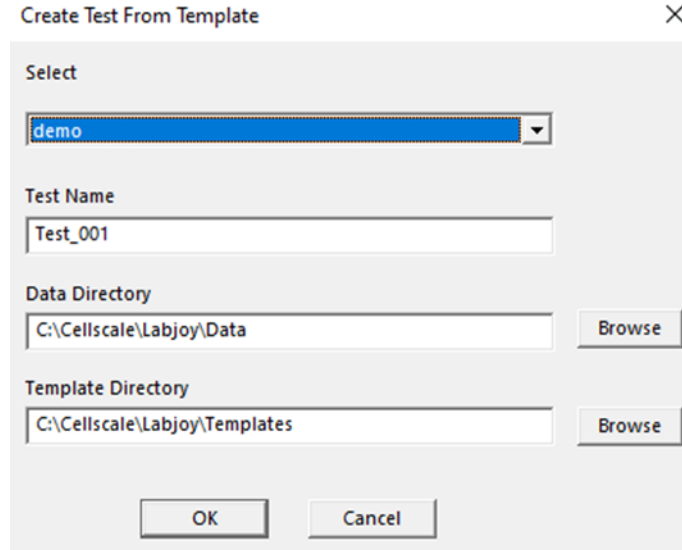 Create Test From Template
Select
demo
Test Name
Test_001
Data Directory
C:\Cellscale\Labjoy\Data
Browse
Template Directory
C:\Cellscale\Labjoy\Templates
Browse
OK
Cancel